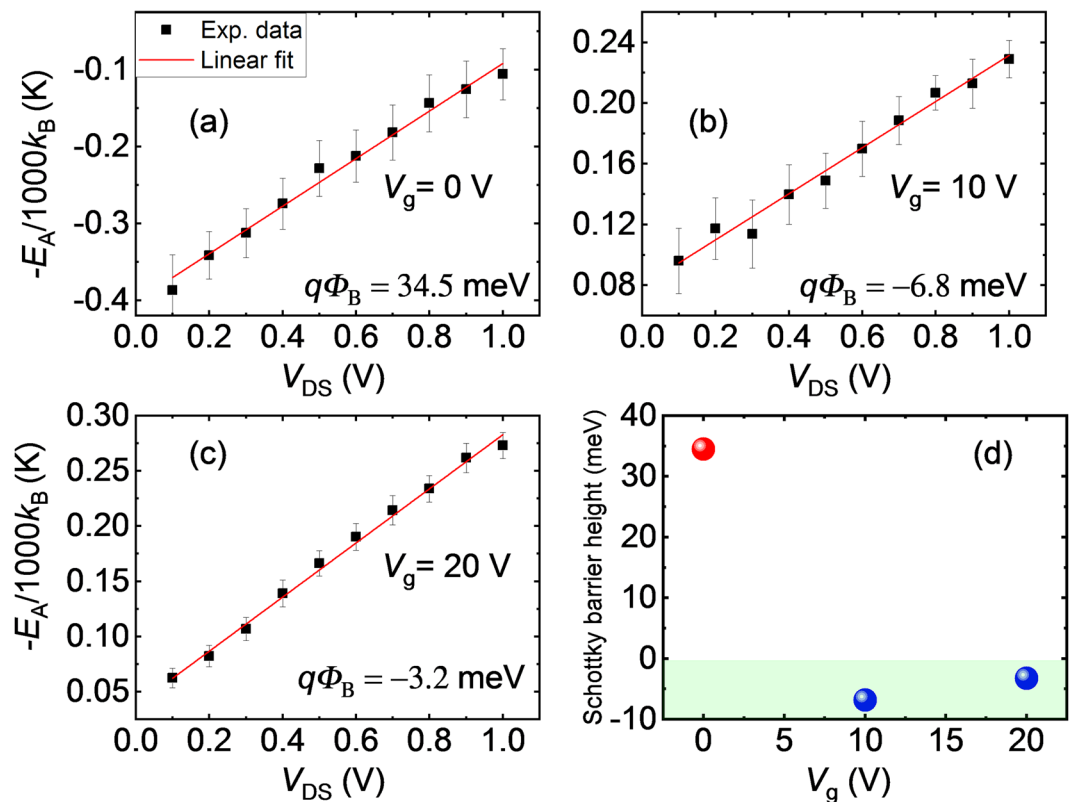 Exp. data
Linear fit
(a)
-E_A/1000k_B (K)
-0.1
-0.2
-0.3
-0.4
V_g= 0 V
qΦ_B = 34.5 meV
0.0 0.2 0.4 0.6 0.8 1.0
V_DS (V)
(b)
0.24
0.20
0.16
0.12
0.08
V_g= 10 V
qΦ_B = −6.8 meV
0.0 0.2 0.4 0.6 0.8 1.0
V_DS (V)
(c)
-E_A/1000k_B (K)
0.30
0.25
0.20
0.15
0.10
0.05
V_g= 20 V
qΦ_B = −3.2 meV
0.0 0.2 0.4 0.6 0.8 1.0
V_DS (V)
(d)
Schottky barrier height (meV)
40
35
30
20
10
0
-5
-10
0 5 10 15 20
V_g (V)